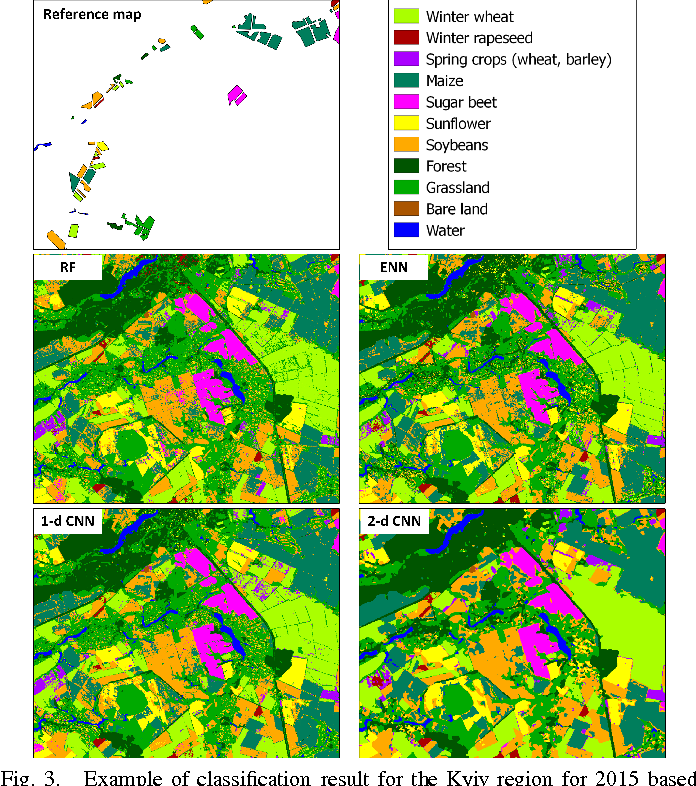 Reference map
Winter wheat
Winter rapeseed
Spring crops (wheat, barley)
Maize
Sugar beet
Sunflower
Soybeans
Forest
Grassland
Bare land
Water
RF
ENN
1-d CNN
2-d CNN
Fig. 3. Example of classification result for the Kyiv region for 2015 based